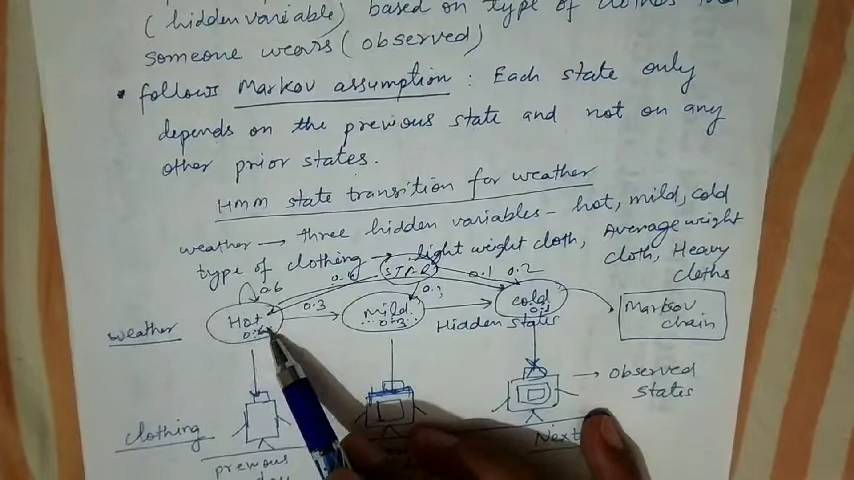 (hidden variable) based on type of clothes
someone wears (observed)
• follows Markov assumption : Each state only
depends on the previous state and not on any
other prior states.
HMM state transition for weather
weather → three hidden variables - hot, mild, cold
type of clothing → light weight cloth, Average weight
cloth, Heavy
cloths
0.6
0.3
0.1
0.2
Hot
mild
0.3
cold
Hidden states
Markov
chain
weather
observed
states
clothing
previous
Next